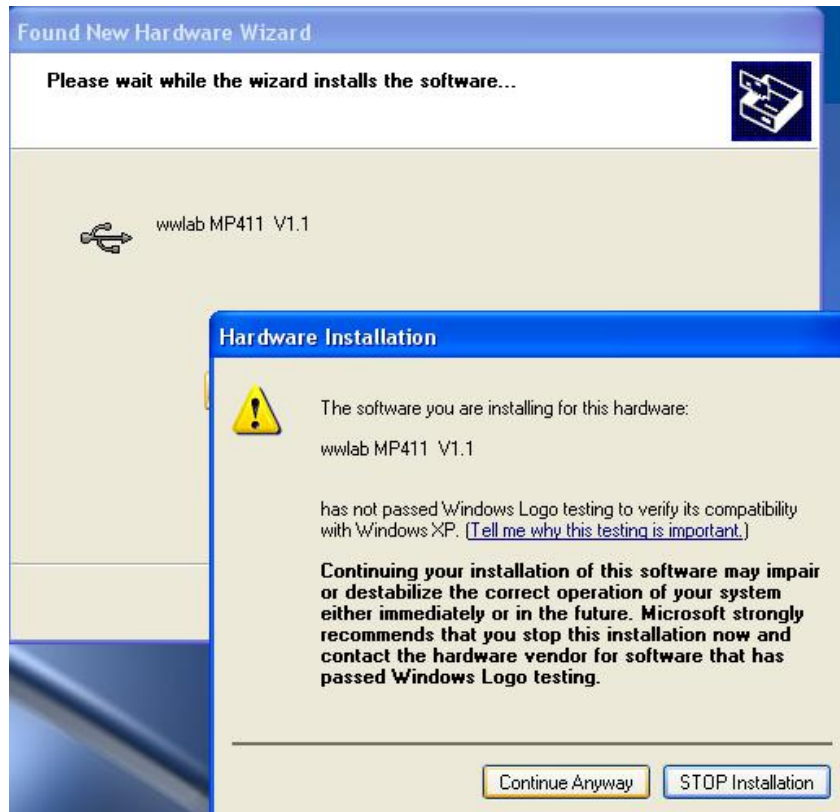 Found New Hardware Wizard
Please wait while the wizard installs the software...
wwlab MP411 V1.1
Hardware Installation
The software you are installing for this hardware:
wwlab MP411 V1.1
has not passed Windows Logo testing to verify its compatibility
with Windows XP. (Tell me why this testing is important.)
Continuing your installation of this software may impair
or destabilize the correct operation of your system
either immediately or in the future. Microsoft strongly
recommends that you stop this installation now and
contact the hardware vendor for software that has
passed Windows Logo testing.
Continue Anyway
STOP Installation